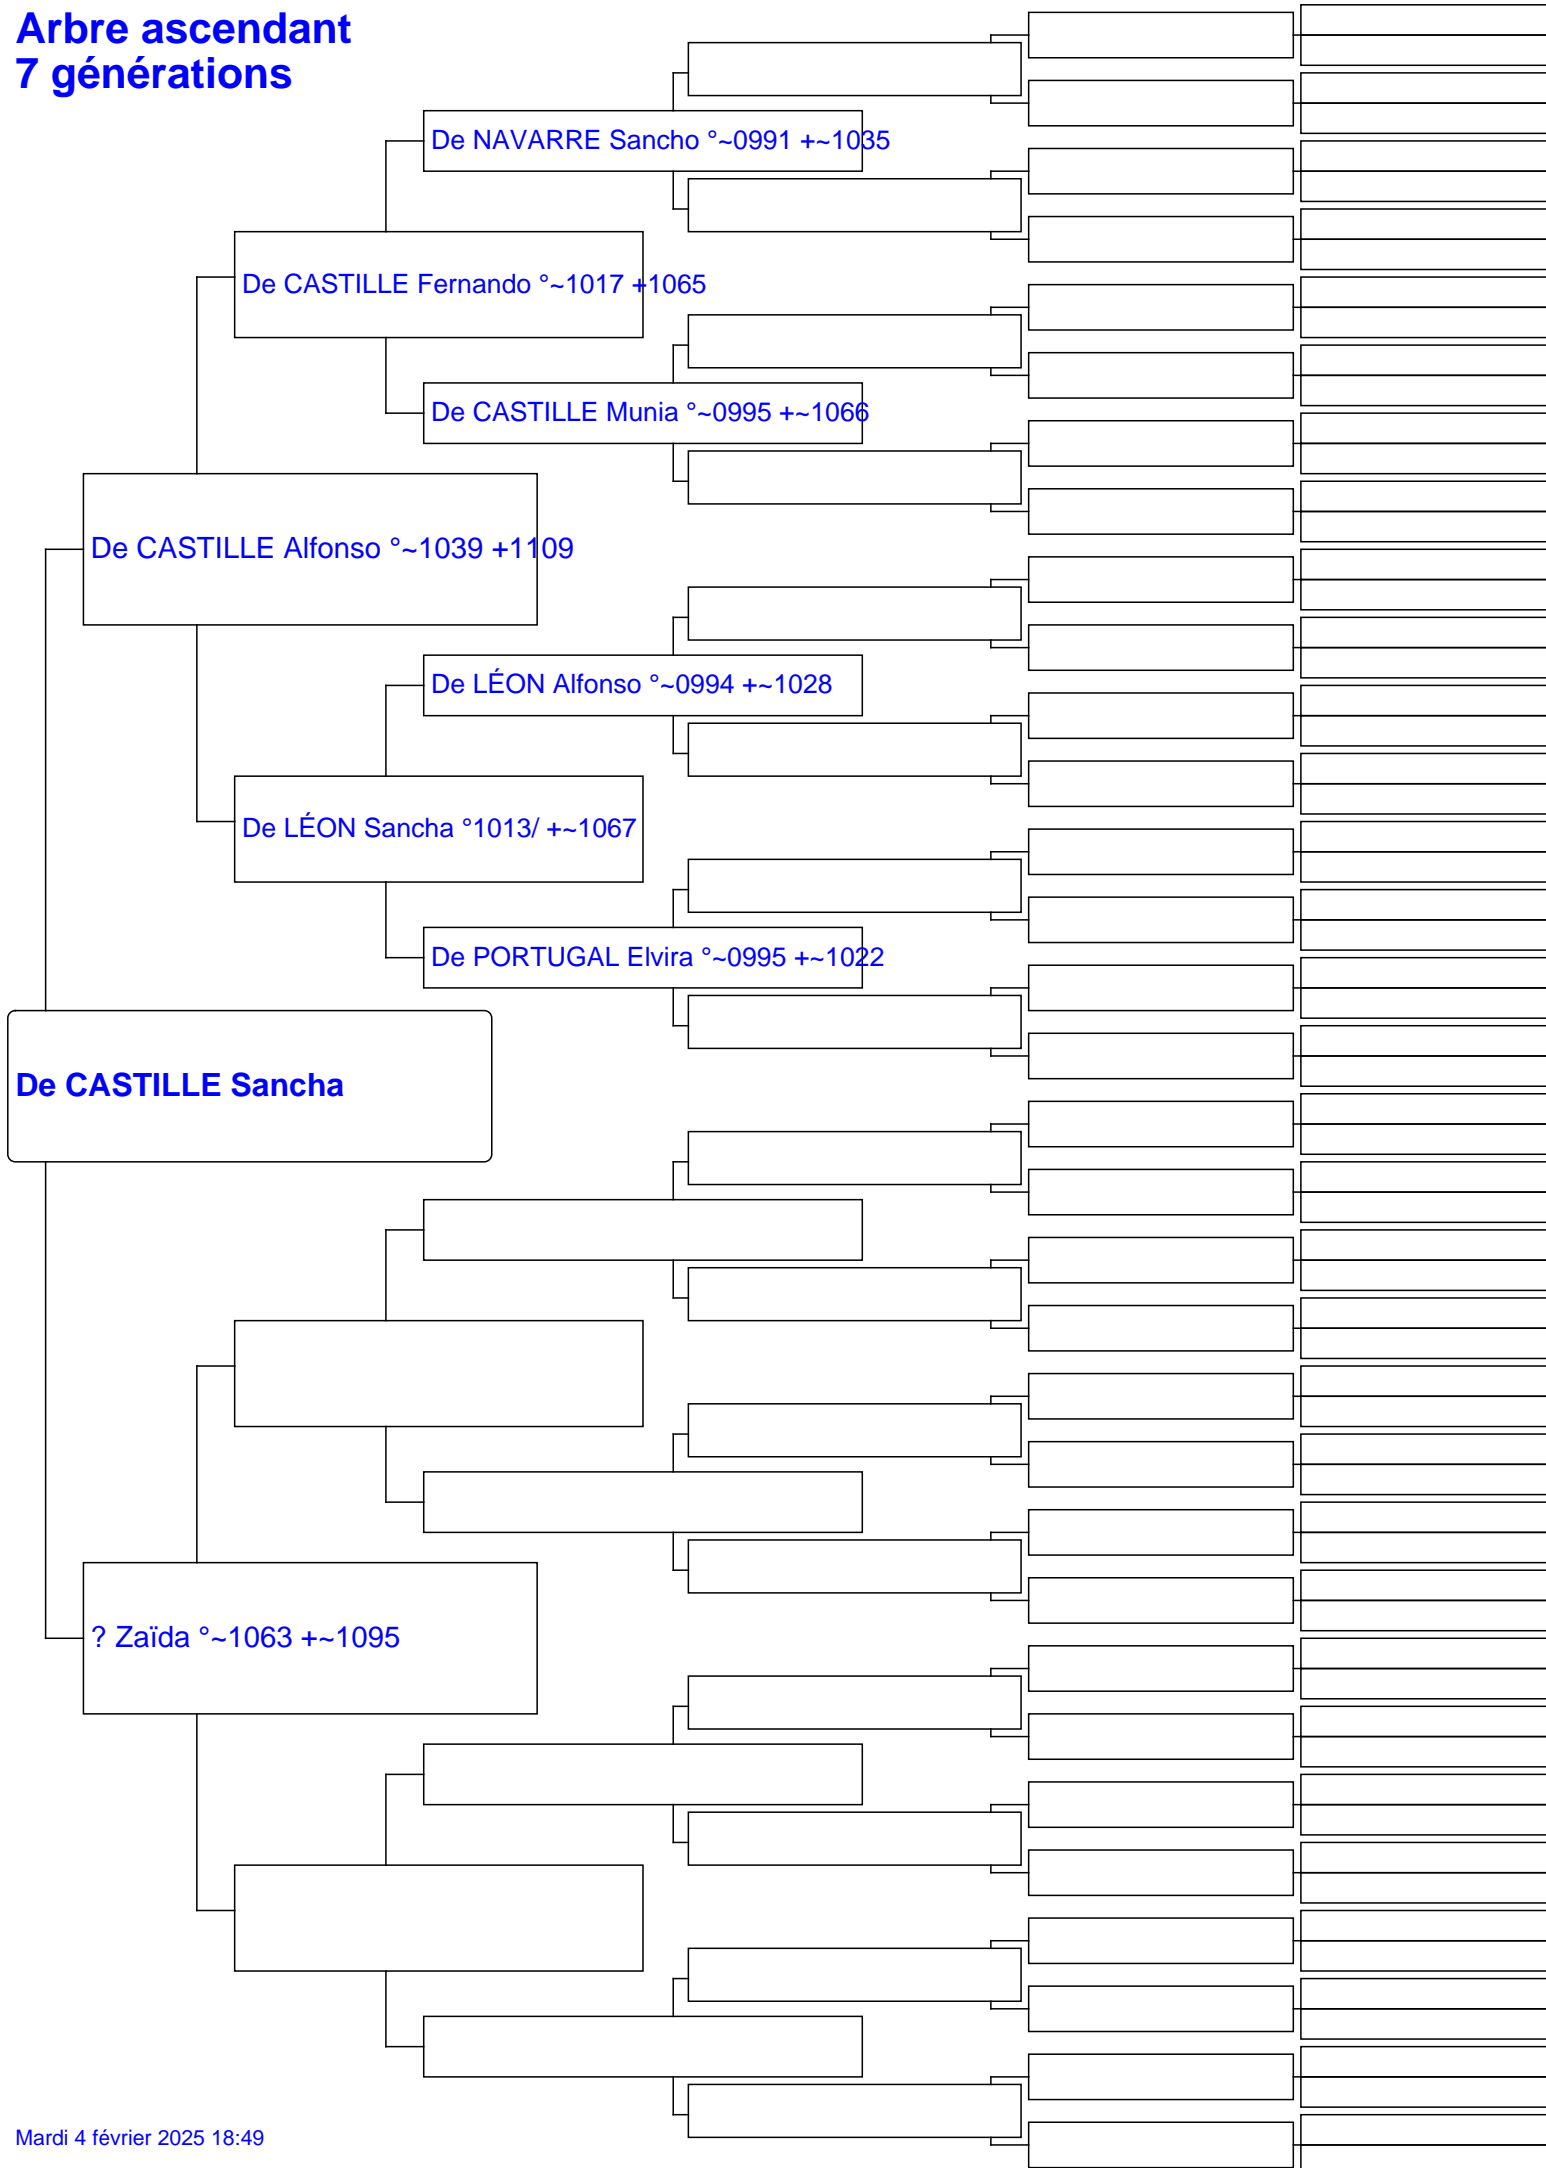 Arbre ascendant
7 générations
De NAVARRE Sancho °~0991 +~1035
De CASTILLE Fernando °~1017 +1065
De CASTILLE Munia °~0995 +~1066
De CASTILLE Alfonso °~1039 +1109
De LÉON Alfonso °~0994 +~1028
De LÉON Sancha °1013/ +~1067
De PORTUGAL Elvira °~0995 +~1022
De CASTILLE Sancha
? Zaïda °~1063 +~1095
Mardi 4 février 2025 18:49